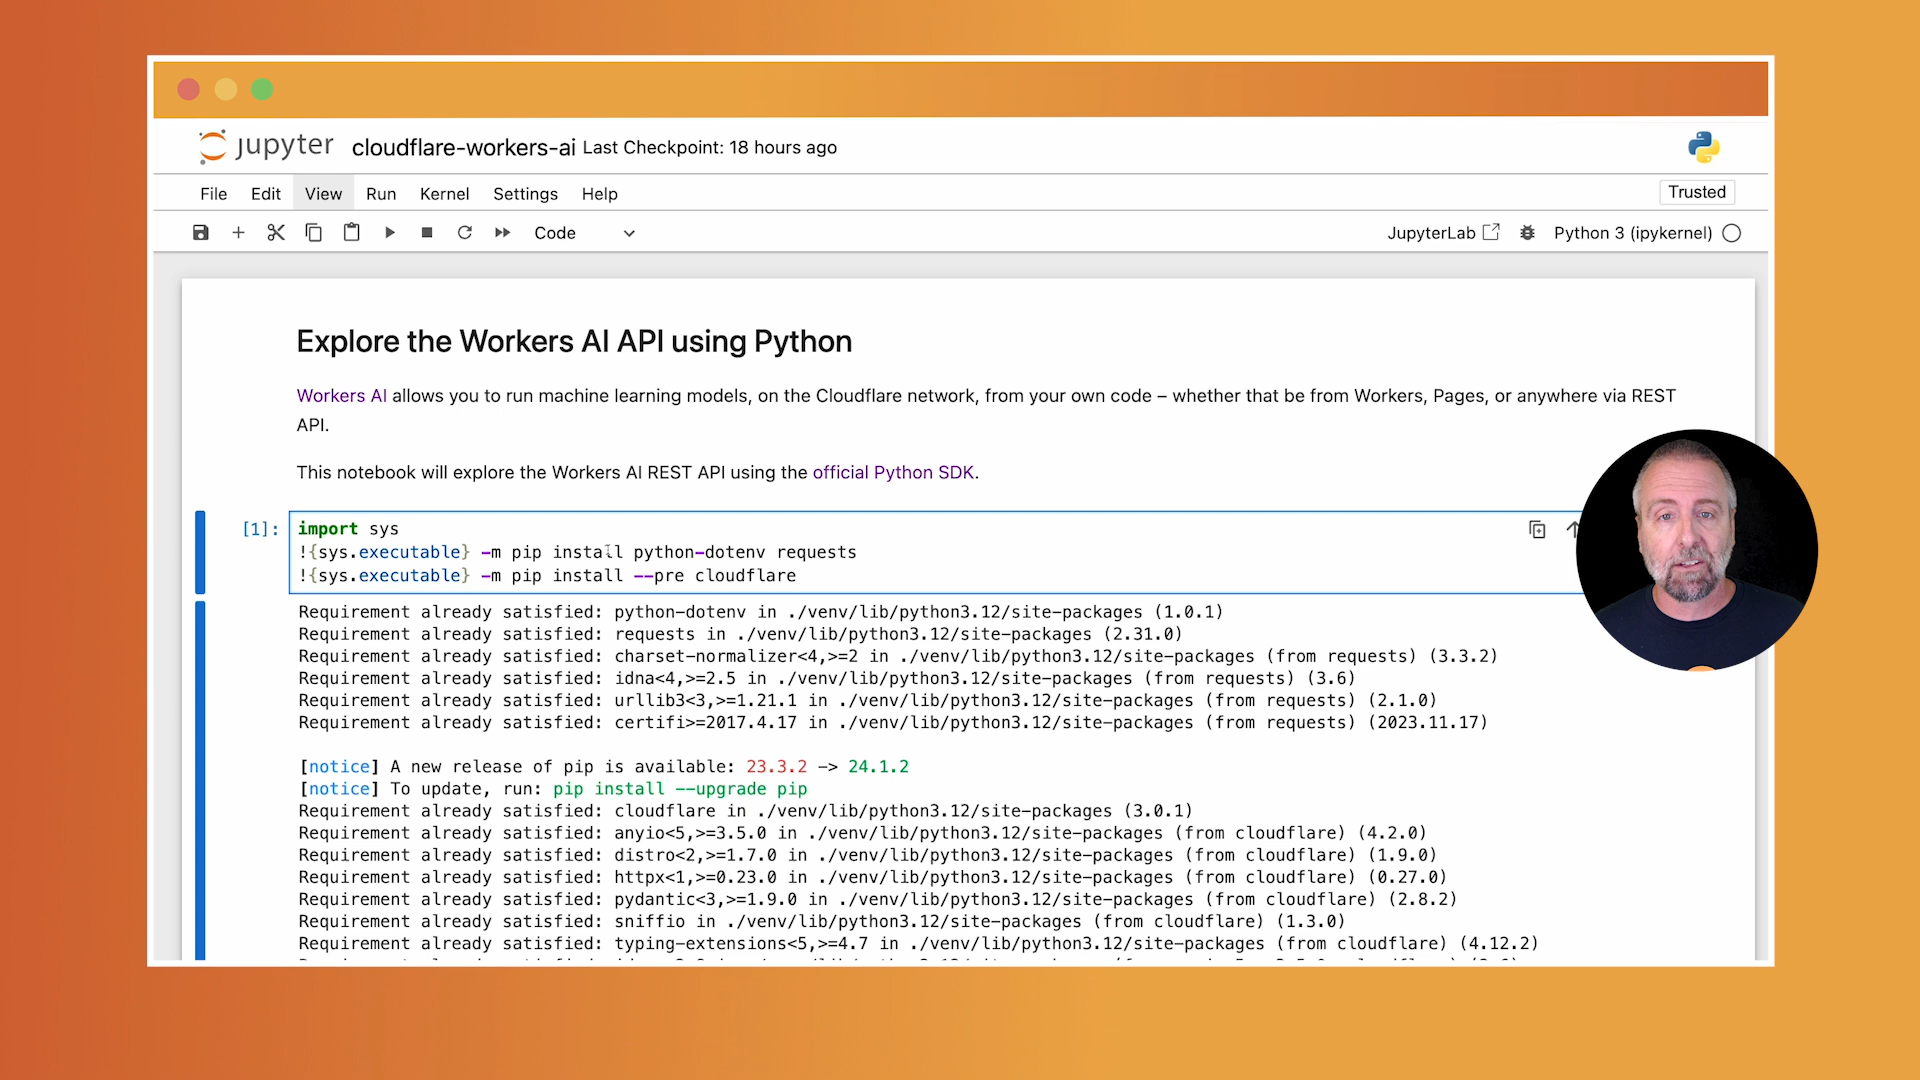 jupyter cloudflare-workers-ai Last Checkpoint: 18 hours ago
File Edit View Run Kernel Settings Help Trusted
Code JupyterLab Python 3 (ipykernel)
Explore the Workers AI API using Python
Workers AI allows you to run machine learning models, on the Cloudflare network, from your own code – whether that be from Workers, Pages, or anywhere via REST
API.
This notebook will explore the Workers AI REST API using the official Python SDK.
[1]: import sys
!{sys.executable} -m pip install python-dotenv requests
!{sys.executable} -m pip install --pre cloudflare
Requirement already satisfied: python-dotenv in ./venv/lib/python3.12/site-packages (1.0.1)
Requirement already satisfied: requests in ./venv/lib/python3.12/site-packages (2.31.0)
Requirement already satisfied: charset-normalizer<4,>=2 in ./venv/lib/python3.12/site-packages (from requests) (3.3.2)
Requirement already satisfied: idna<4,>=2.5 in ./venv/lib/python3.12/site-packages (from requests) (3.6)
Requirement already satisfied: urllib3<3,>=1.21.1 in ./venv/lib/python3.12/site-packages (from requests) (2.1.0)
Requirement already satisfied: certifi>=2017.4.17 in ./venv/lib/python3.12/site-packages (from requests) (2023.11.17)
[notice] A new release of pip is available: 23.3.2 -> 24.1.2
[notice] To update, run: pip install --upgrade pip
Requirement already satisfied: cloudflare in ./venv/lib/python3.12/site-packages (3.0.1)
Requirement already satisfied: anyio<5,>=3.5.0 in ./venv/lib/python3.12/site-packages (from cloudflare) (4.2.0)
Requirement already satisfied: distro<2,>=1.7.0 in ./venv/lib/python3.12/site-packages (from cloudflare) (1.9.0)
Requirement already satisfied: httpx<1,>=0.23.0 in ./venv/lib/python3.12/site-packages (from cloudflare) (0.27.0)
Requirement already satisfied: pydantic<3,>=1.9.0 in ./venv/lib/python3.12/site-packages (from cloudflare) (2.8.2)
Requirement already satisfied: sniffio in ./venv/lib/python3.12/site-packages (from cloudflare) (1.3.0)
Requirement already satisfied: typing-extensions<5,>=4.7 in ./venv/lib/python3.12/site-packages (from cloudflare) (4.12.2)